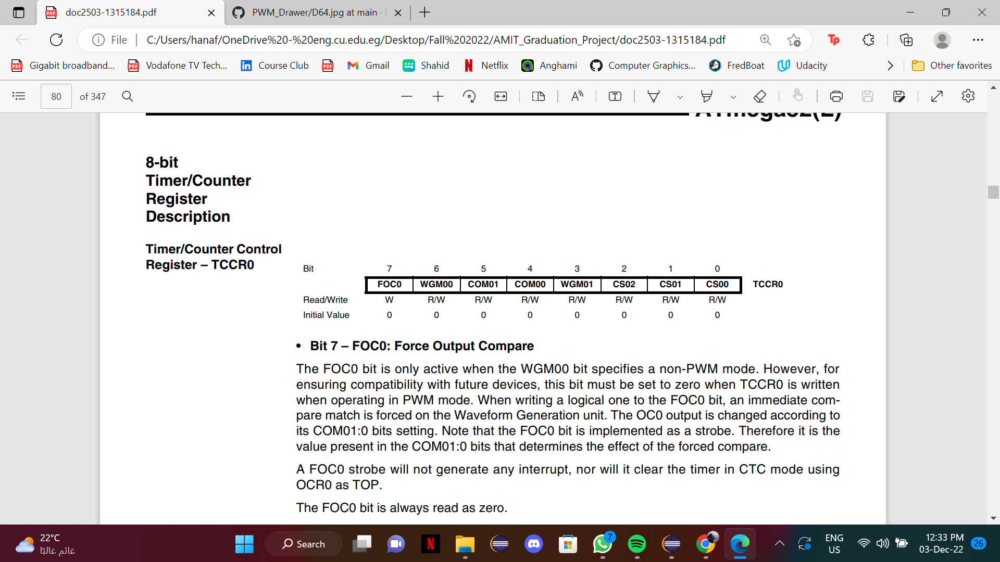 doc2503-1315184.pdf
PWM_Drawer/D64.jpg at main ·
File
C:/Users/hanaf/OneDrive%20-%20eng.cu.edu.eg/Desktop/Fall%202022/AMIT_Graduation_Project/doc2503-1315184.pdf
Gigabit broadband... Vodafone TV Tech... Course Club Gmail Shahid Netflix Anghami Computer Graphics... FredBoat Udacity Other favorites
80 of 347
ATmega32(L)
8-bit
Timer/Counter
Register
Description
Timer/Counter Control
Register – TCCR0
Bit 7 6 5 4 3 2 1 0
FOC0 WGM00 COM01 COM00 WGM01 CS02 CS01 CS00 TCCR0
Read/Write W R/W R/W R/W R/W R/W R/W R/W
Initial Value 0 0 0 0 0 0 0 0
• Bit 7 – FOC0: Force Output Compare
The FOC0 bit is only active when the WGM00 bit specifies a non-PWM mode. However, for
ensuring compatibility with future devices, this bit must be set to zero when TCCR0 is written
when operating in PWM mode. When writing a logical one to the FOC0 bit, an immediate com-
pare match is forced on the Waveform Generation unit. The OC0 output is changed according to
its COM01:0 bits setting. Note that the FOC0 bit is implemented as a strobe. Therefore it is the
value present in the COM01:0 bits that determines the effect of the forced compare.
A FOC0 strobe will not generate any interrupt, nor will it clear the timer in CTC mode using
OCR0 as TOP.
The FOC0 bit is always read as zero.
22°C
غائم غالبًا
Search
7
ENG
US
12:33 PM
03-Dec-22
26